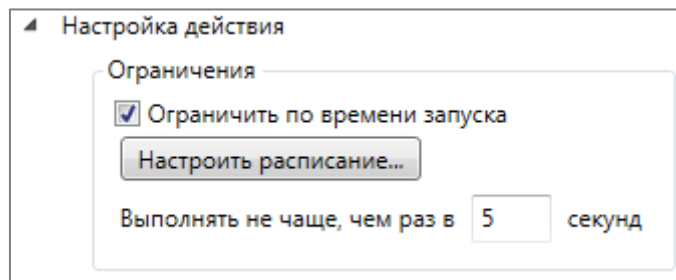 Настройка действия
Ограничения
Ограничить по времени запуска
Настроить расписание...
Выполнять не чаще, чем раз в 5 секунд